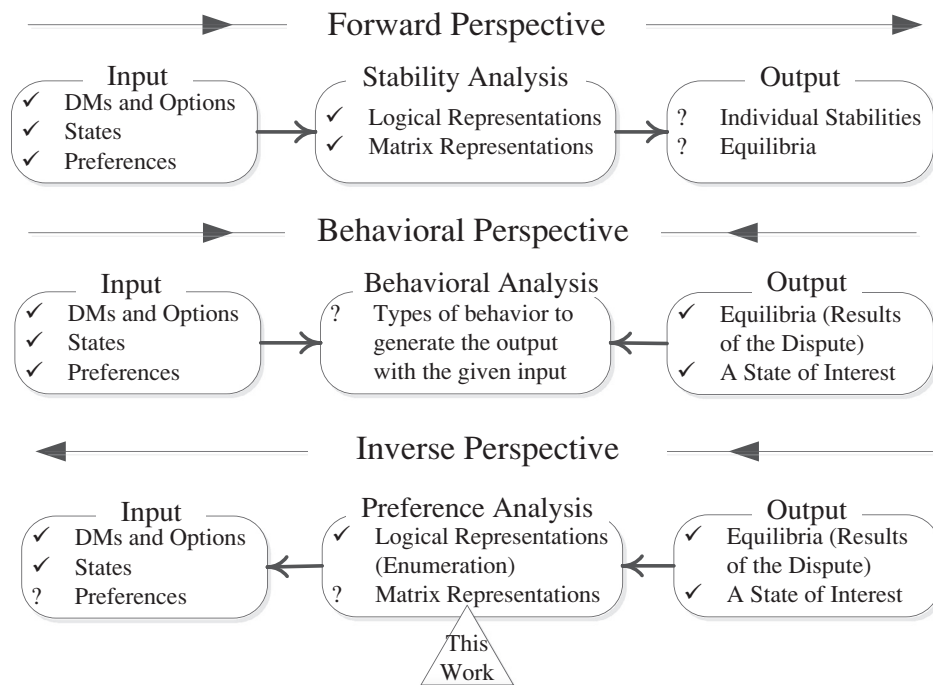 Forward Perspective
Input
✓ DMs and Options
✓ States
✓ Preferences
Stability Analysis
✓ Logical Representations
✓ Matrix Representations
Output
? Individual Stabilities
? Equilibria
Behavioral Perspective
Input
✓ DMs and Options
✓ States
✓ Preferences
Behavioral Analysis
? Types of behavior to
generate the output
with the given input
Output
✓ Equilibria (Results
of the Dispute)
✓ A State of Interest
Inverse Perspective
Input
✓ DMs and Options
✓ States
? Preferences
Preference Analysis
✓ Logical Representations
(Enumeration)
? Matrix Representations
Output
✓ Equilibria (Results
of the Dispute)
✓ A State of Interest
This
Work